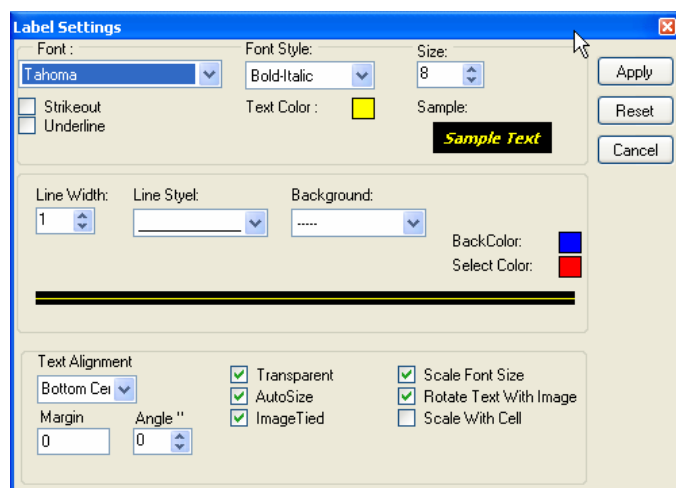 Label Settings
Font :
Font Style:
Size:
Tahoma
Bold-Italic
8
Apply
Strikeout
Underline
Text Color :
Sample:
Reset
Sample Text
Cancel
Line Width:
Line Styel:
Background:
1
-----
BackColor:
Select Color:
Text Alignment
Bottom Cei
Transparent
Scale Font Size
AutoSize
Rotate Text With Image
Margin
Angle "
ImageTied
Scale With Cell
0
0